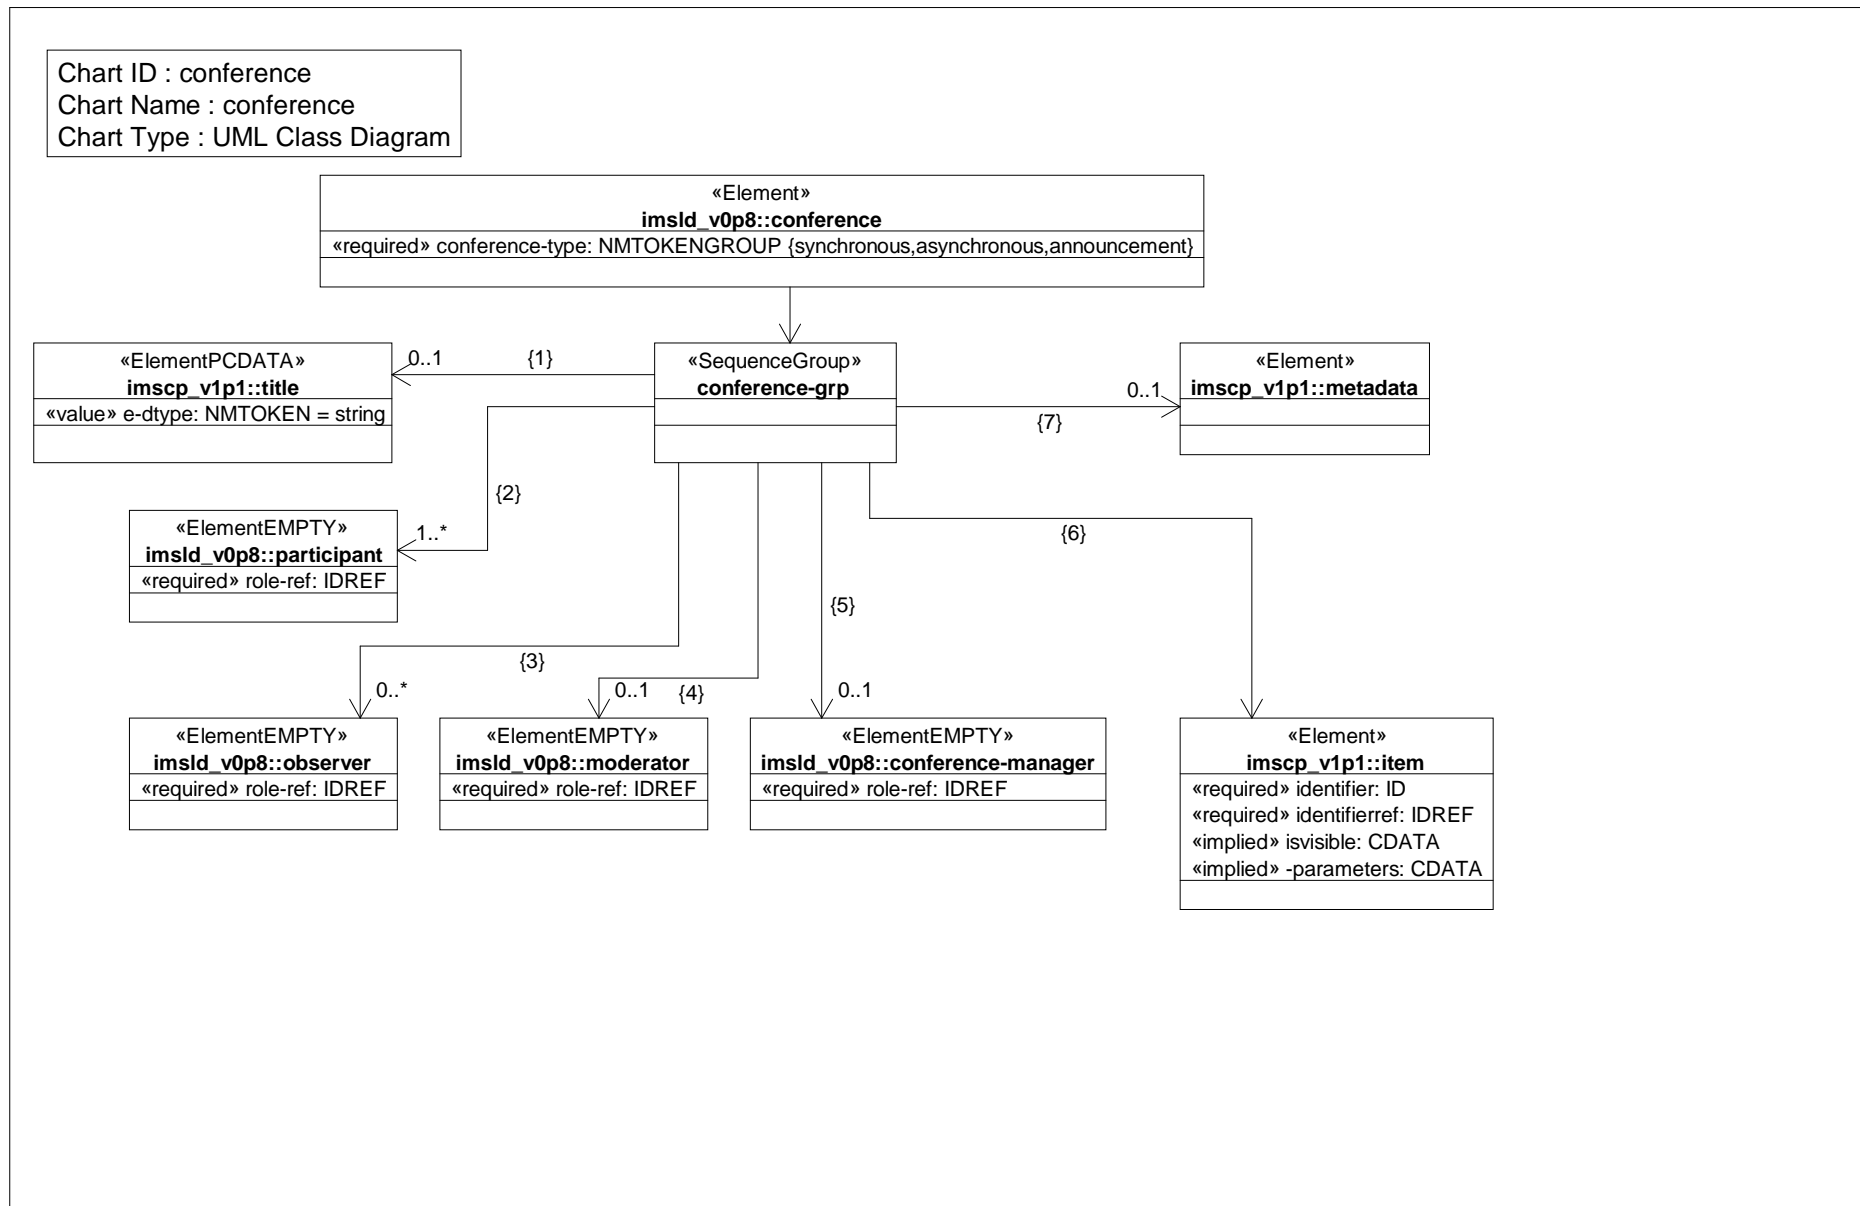 Chart ID : conference
Chart Name : conference
Chart Type : UML Class Diagram
«Element»
imsld_v0p8::conference
«required» conference-type: NMTOKENGROUP {synchronous,asynchronous,announcement}
«ElementPCDATA»
imscp_v1p1::title
«value» e-dtype: NMTOKEN = string
0..1
{1}
«SequenceGroup»
conference-grp
«Element»
imscp_v1p1::metadata
0..1
{7}
{2}
1..*
«ElementEMPTY»
imsld_v0p8::participant
«required» role-ref: IDREF
{6}
{5}
{3}
0..*
0..1
{4}
0..1
«ElementEMPTY»
imsld_v0p8::observer
«required» role-ref: IDREF
«ElementEMPTY»
imsld_v0p8::moderator
«required» role-ref: IDREF
«ElementEMPTY»
imsld_v0p8::conference-manager
«required» role-ref: IDREF
«Element»
imscp_v1p1::item
«required» identifier: ID
«required» identifierref: IDREF
«implied» isvisible: CDATA
«implied» -parameters: CDATA